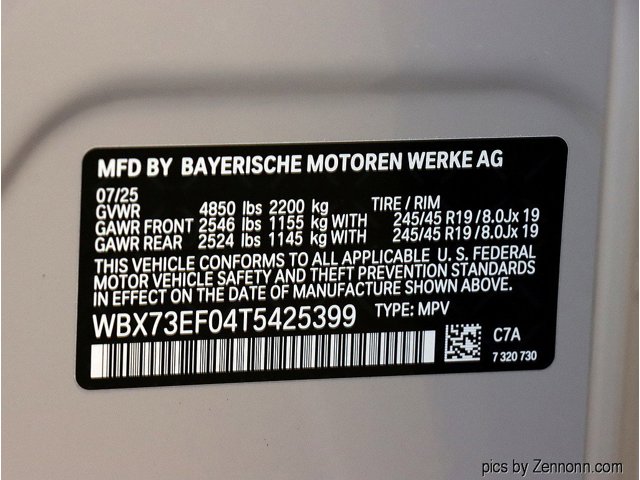 MFD BY BAYERISCHE MOTOREN WERKE AG
07/25
GVWR 4850 lbs 2200 kg TIRE / RIM
GAWR FRONT 2546 lbs 1155 kg WITH 245/45 R19 / 8.0Jx 19
GAWR REAR 2524 lbs 1145 kg WITH 245/45 R19 / 8.0Jx 19
THIS VEHICLE CONFORMS TO ALL APPLICABLE U. S. FEDERAL
MOTOR VEHICLE SAFETY AND THEFT PREVENTION STANDARDS
IN EFFECT ON THE DATE OF MANUFACTURE SHOWN ABOVE.
WBX73EF04T5425399 TYPE: MPV
C7A
7 320 730
pics by Zennonn.com